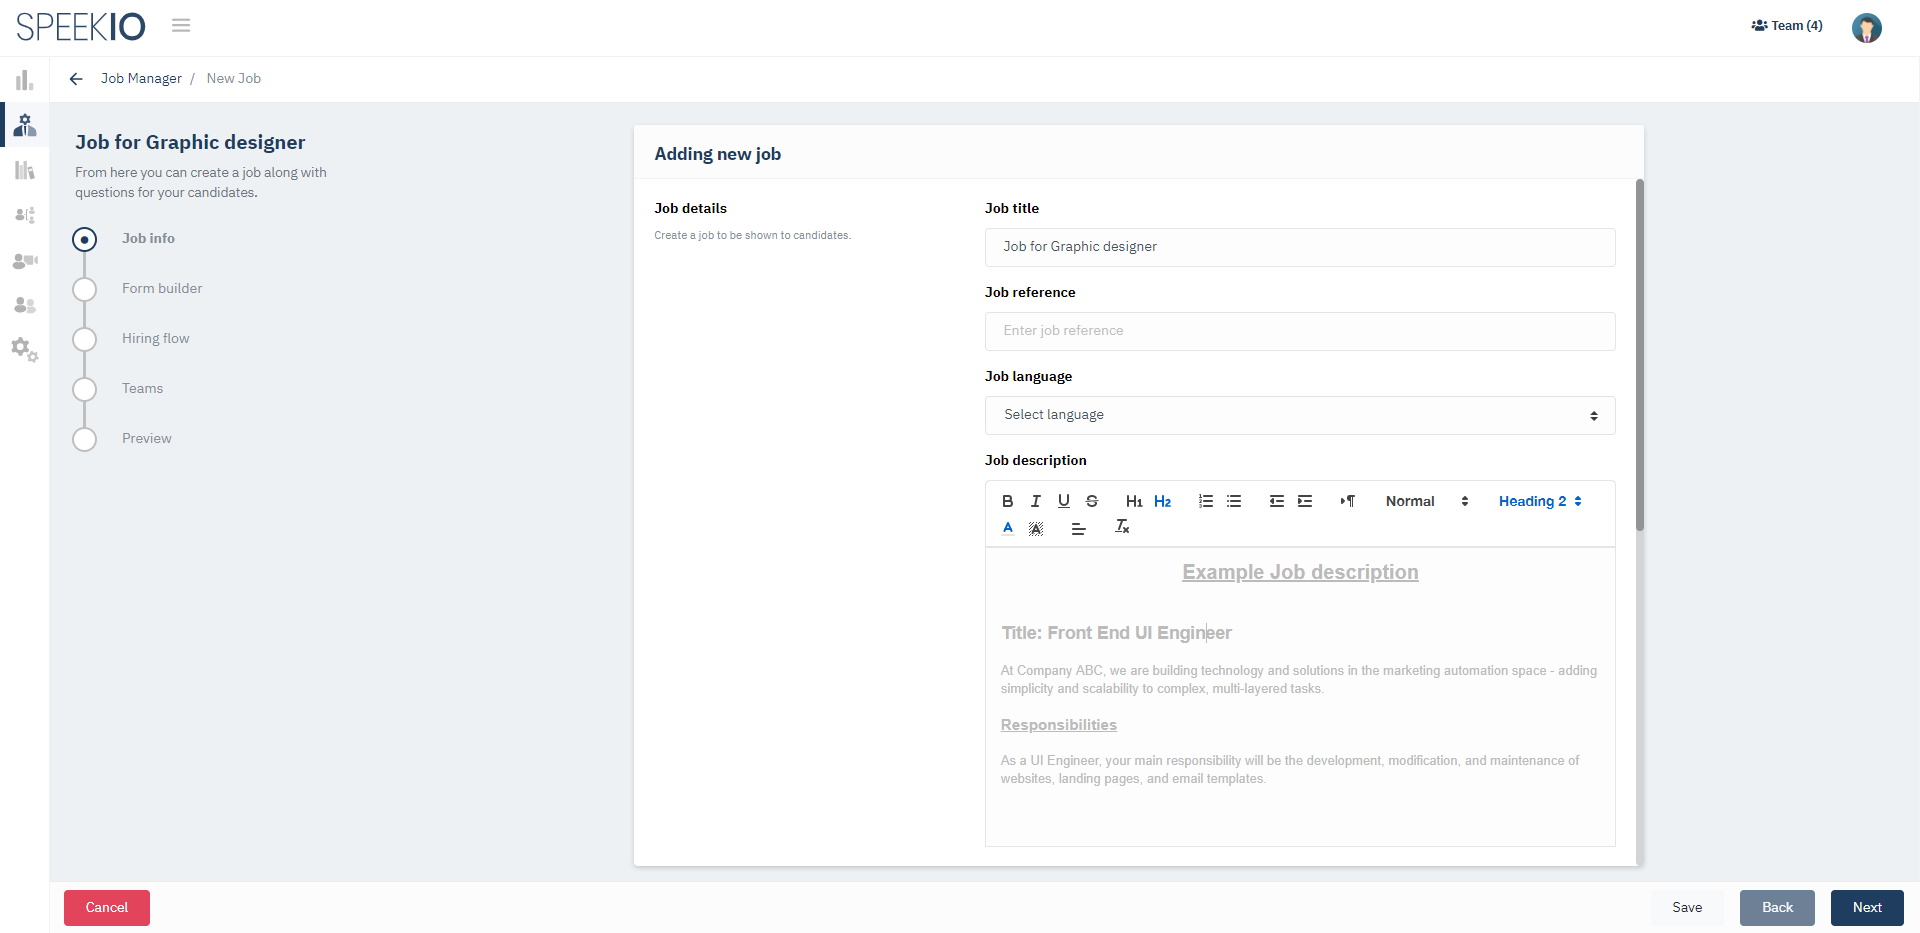 SPEEKIO
Team (4)
Job Manager / New Job
Job for Graphic designer
From here you can create a job along with
questions for your candidates.
Job info
Form builder
Hiring flow
Teams
Preview
Adding new job
Job details
Create a job to be shown to candidates.
Job title
Job for Graphic designer
Job reference
Enter job reference
Job language
Select language
Job description
B I U S H1 H2 Normal Heading 2
A A Tx
Example Job description
Title: Front End UI Engineer
At Company ABC, we are building technology and solutions in the marketing automation space - adding
simplicity and scalability to complex, multi-layered tasks.
Responsibilities
As a UI Engineer, your main responsibility will be the development, modification, and maintenance of
websites, landing pages, and email templates.
Cancel
Save
Back
Next